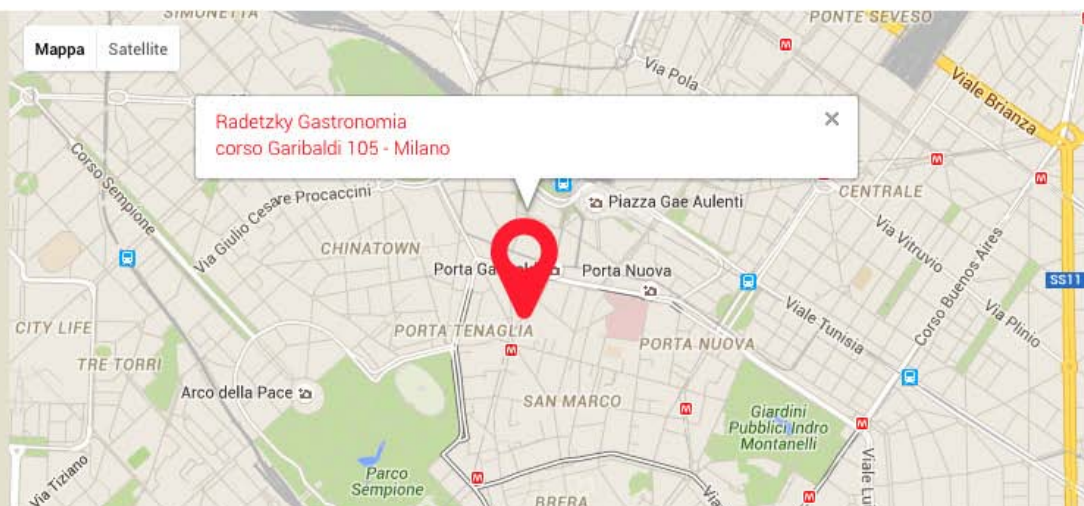 SIMONETTA
PONTE SEVESO
Mappa Satellite
Via Pola
Viale Brianza
Radetzky Gastronomia
corso Garibaldi 105 - Milano
Corso Sempione
Via Giulio Cesare Procaccini
Piazza Gae Aulenti
CENTRALE
Via Vitruvio
CHINATOWN
Porta Nuova
Corso Buenos Aires
SS11
Via Plinio
CITY LIFE
PORTA TENAGLIA
PORTA NUOVA
Viale Tunisia
TRE TORRI
Arco della Pace
SAN MARCO
Giardini
Pubblici Indro
Montanelli
Via Tiziano
Parco
Sempione
BRERA